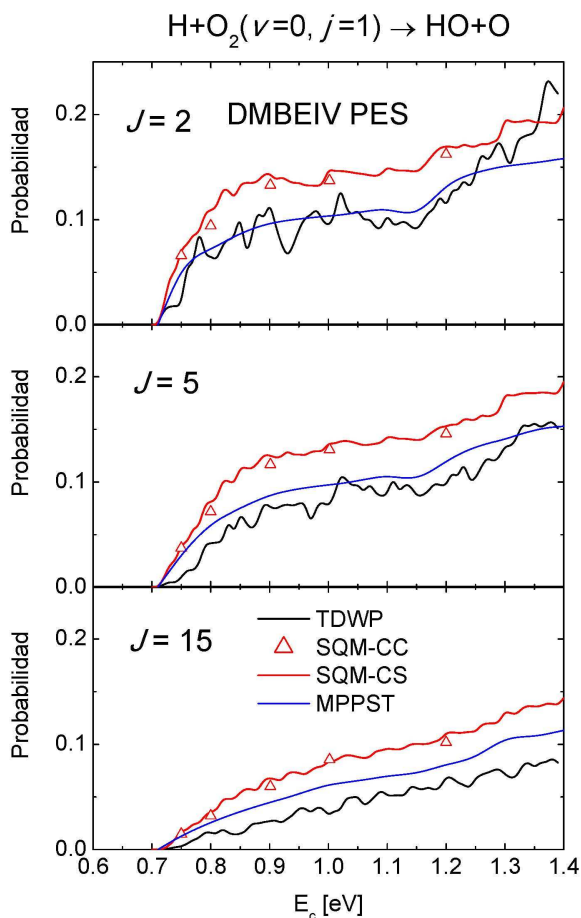 H+O₂(ν=0, j=1) → HO+O
Probabilidad
0.2
0.1
0.0
J = 2
DMBEIV PES
Probabilidad
0.2
0.1
0.0
J = 5
Probabilidad
0.2
0.1
0.0
J = 15
TDWP
SQM-CC
SQM-CS
MPPST
0.6 0.7 0.8 0.9 1.0 1.1 1.2 1.3 1.4
E_c [eV]